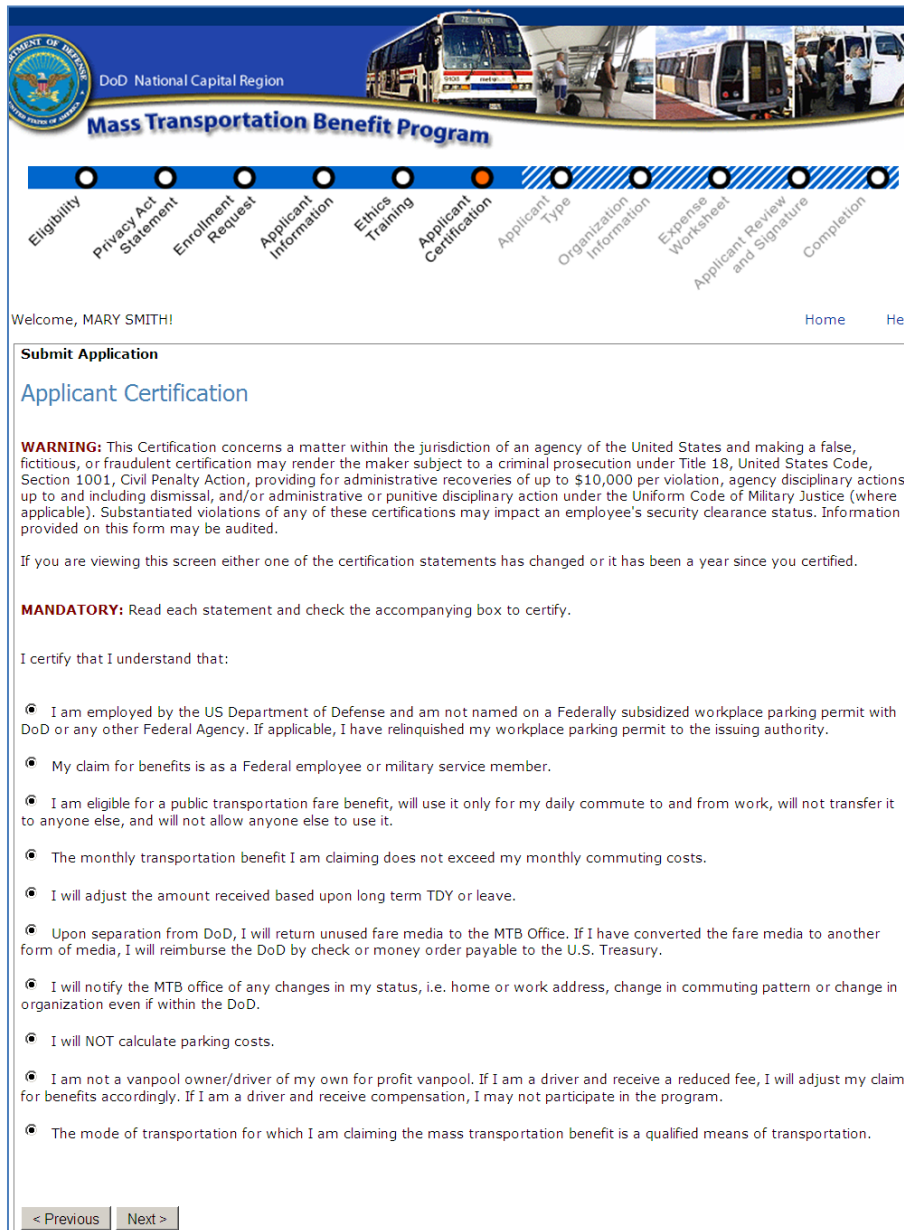 DoD National Capital Region
Mass Transportation Benefit Program
Eligibility
Privacy Act
Statement
Enrollment
Request
Applicant
Information
Ethics
Training
Applicant
Certification
Applicant
Type
Organization
Information
Expense
Worksheet
Applicant Review
and Signature
Completion
Welcome, MARY SMITH!
Home He
Submit Application
Applicant Certification
WARNING: This Certification concerns a matter within the jurisdiction of an agency of the United States and making a false,
fictitious, or fraudulent certification may render the maker subject to a criminal prosecution under Title 18, United States Code,
Section 1001, Civil Penalty Action, providing for administrative recoveries of up to $10,000 per violation, agency disciplinary actions
up to and including dismissal, and/or administrative or punitive disciplinary action under the Uniform Code of Military Justice (where
applicable). Substantiated violations of any of these certifications may impact an employee's security clearance status. Information
provided on this form may be audited.
If you are viewing this screen either one of the certification statements has changed or it has been a year since you certified.
MANDATORY: Read each statement and check the accompanying box to certify.
I certify that I understand that:
I am employed by the US Department of Defense and am not named on a Federally subsidized workplace parking permit with
DoD or any other Federal Agency. If applicable, I have relinquished my workplace parking permit to the issuing authority.
My claim for benefits is as a Federal employee or military service member.
I am eligible for a public transportation fare benefit, will use it only for my daily commute to and from work, will not transfer it
to anyone else, and will not allow anyone else to use it.
The monthly transportation benefit I am claiming does not exceed my monthly commuting costs.
I will adjust the amount received based upon long term TDY or leave.
Upon separation from DoD, I will return unused fare media to the MTB Office. If I have converted the fare media to another
form of media, I will reimburse the DoD by check or money order payable to the U.S. Treasury.
I will notify the MTB office of any changes in my status, i.e. home or work address, change in commuting pattern or change in
organization even if within the DoD.
I will NOT calculate parking costs.
I am not a vanpool owner/driver of my own for profit vanpool. If I am a driver and receive a reduced fee, I will adjust my claim
for benefits accordingly. If I am a driver and receive compensation, I may not participate in the program.
The mode of transportation for which I am claiming the mass transportation benefit is a qualified means of transportation.
< Previous Next >